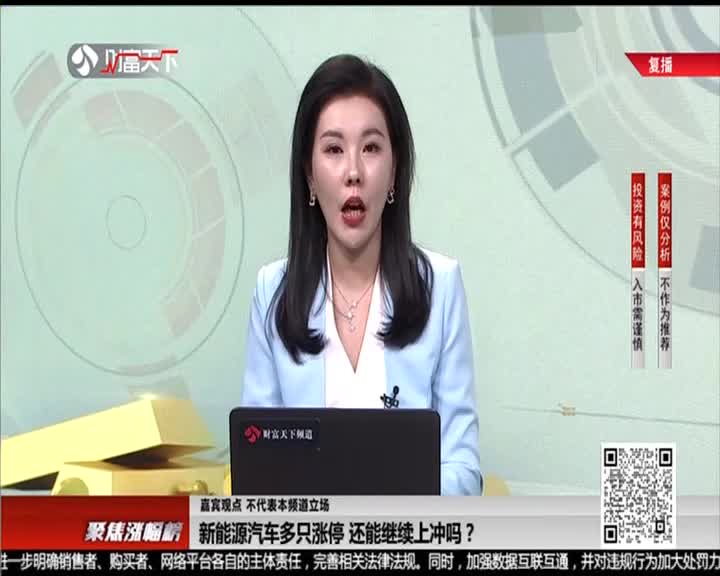 财富天下
复播
案例仅分析 不作为推荐
投资有风险 入市需谨慎
财富天下频道
嘉宾观点 不代表本频道立场
聚焦涨幅榜
新能源汽车多只涨停 还能继续上冲吗？
进一步明确销售者、购买者、网络平台各自的主体责任，完善相关法律法规。同时，加强数据互联互通，并对违规行为加大处罚力